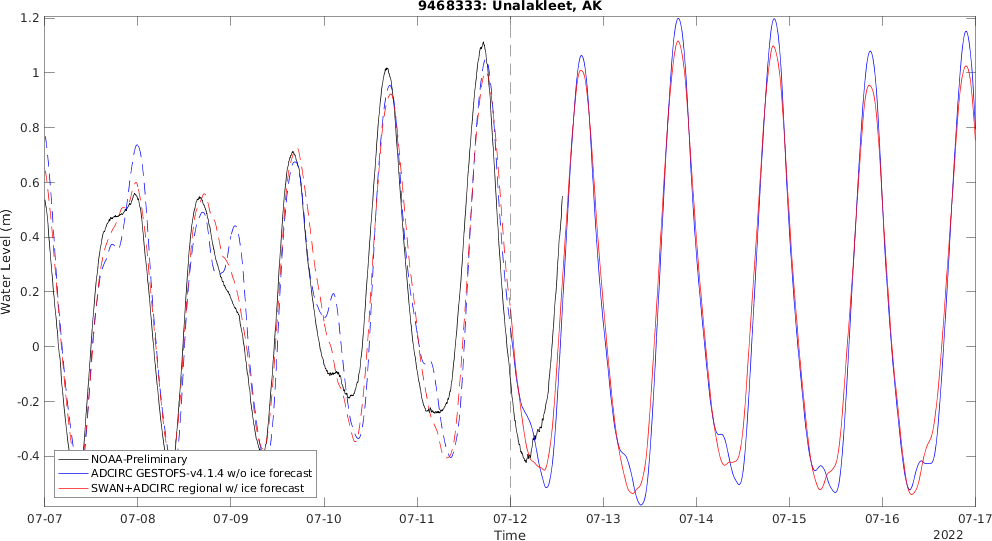 9468333: Unalakleet, AK
1.2
1
0.8
0.6
0.4
0.2
0
-0.2
-0.4
Water Level (m)
NOAA-Preliminary
ADCIRC GESTOFS-v4.1.4 w/o ice forecast
SWAN+ADCIRC regional w/ ice forecast
07-07 07-08 07-09 07-10 07-11 07-12 07-13 07-14 07-15 07-16 07-17
Time
2022